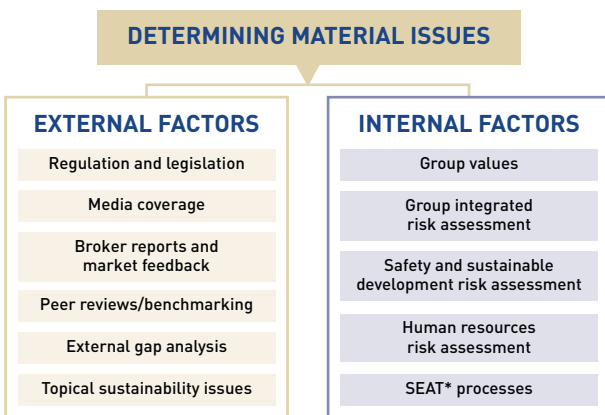 DETERMINING MATERIAL ISSUES
EXTERNAL FACTORS
Regulation and legislation
Media coverage
Broker reports and
market feedback
Peer reviews/benchmarking
External gap analysis
Topical sustainability issues
INTERNAL FACTORS
Group values
Group integrated
risk assessment
Safety and sustainable
development risk assessment
Human resources
risk assessment
SEAT* processes